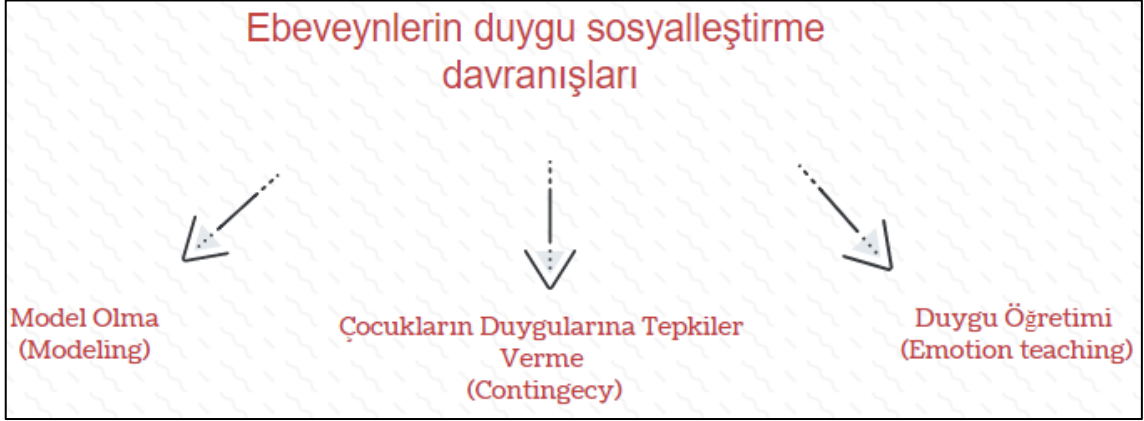 Ebeveynlerin duygu sosyalleştirme
davranışları
Model Olma
(Modeling)
Çocukların Duygularına Tepkiler
Verme
(Contingecy)
Duygu Öğretimi
(Emotion teaching)